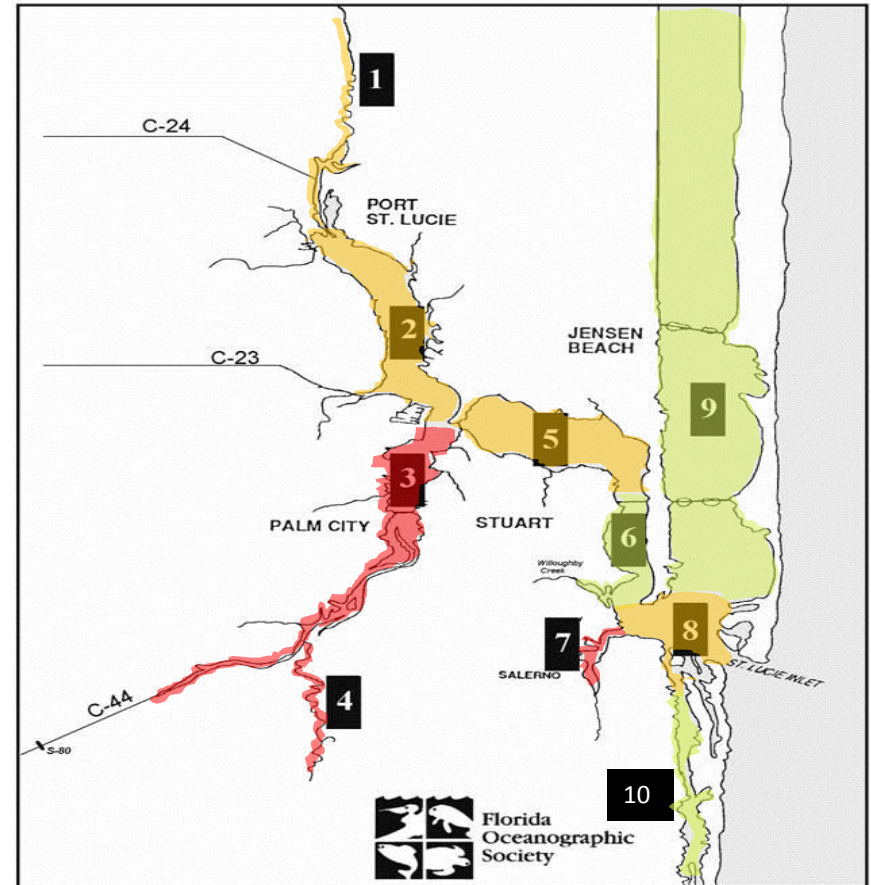 1
C-24
PORT
ST. LUCIE
2
JENSEN
BEACH
C-23
9
5
3
PALM CITY
STUART
6
Willoughby
Creek
8
7
ST. LUCIE INLET
SALERNO
4
C-44
S-80
10
Florida
Oceanographic
Society